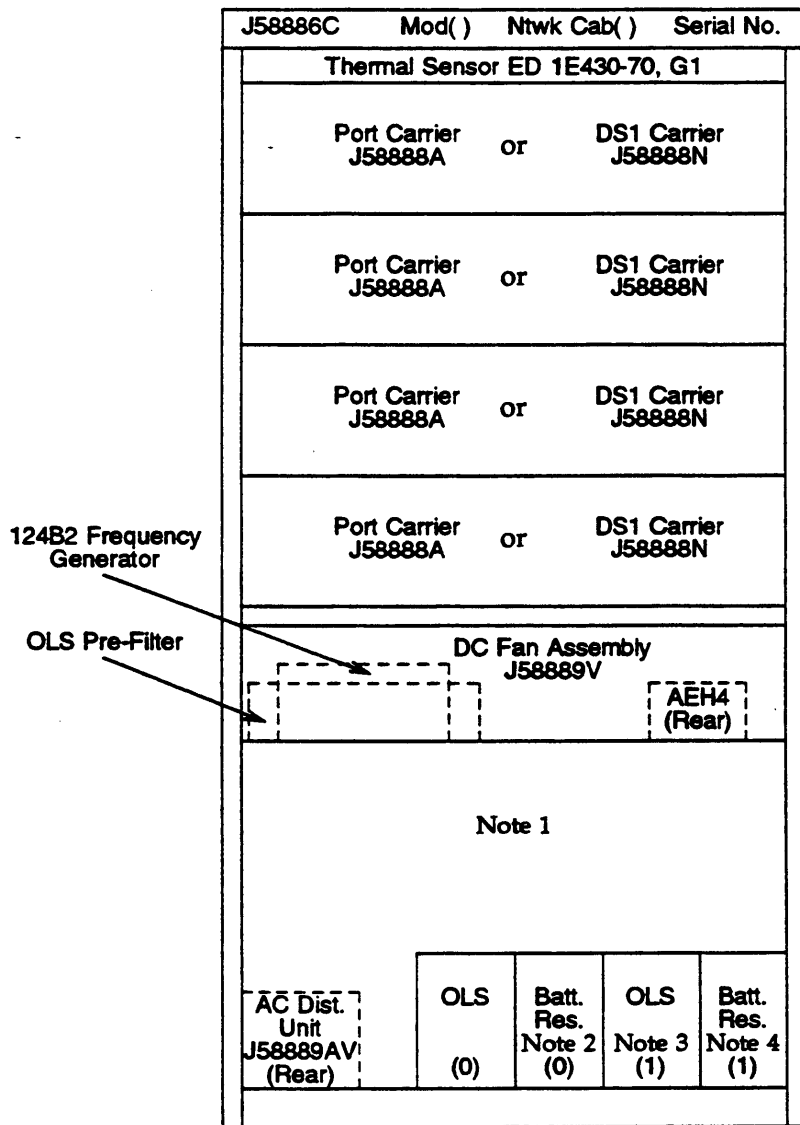 J58886C Mod( ) Ntwk Cab( ) Serial No.
Thermal Sensor ED 1E430-70, G1
Port Carrier or DS1 Carrier
J58888A J58888N
Port Carrier or DS1 Carrier
J58888A J58888N
Port Carrier or DS1 Carrier
J58888A J58888N
Port Carrier or DS1 Carrier
J58888A J58888N
124B2 Frequency
Generator
OLS Pre-Filter
DC Fan Assembly
J58889V
AEH4
(Rear)
Note 1
AC Dist.
Unit
J58889AV
(Rear)
OLS
(0)
Batt.
Res.
Note 2
(0)
OLS
Note 3
(1)
Batt.
Res.
Note 4
(1)